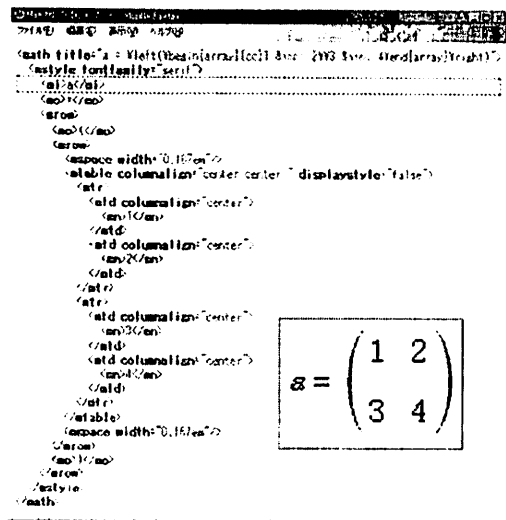 <math title="a = ¥left(¥begin{array}{cc}1 & 2¥¥3 & 4¥end{array}¥right)">
<mstyle fontfamily="serif">
<mi>a</mi>
<mo>=</mo>
<mrow>
<mo>(</mo>
<mrow>
<mspace width="0.167em"/>
<mtable columnalign="center center " displaystyle="false">
<mtr>
<mtd columnalign="center">
<mn>1</mn>
</mtd>
<mtd columnalign="center">
<mn>2</mn>
</mtd>
</mtr>
<mtr>
<mtd columnalign="center">
<mn>3</mn>
</mtd>
<mtd columnalign="center">
<mn>4</mn>
</mtd>
</mtr>
</mtable>
<mspace width="0.167em"/>
</mrow>
<mo>)</mo>
</mrow>
</mstyle>
</math>
a = ( 1 2
3 4 )